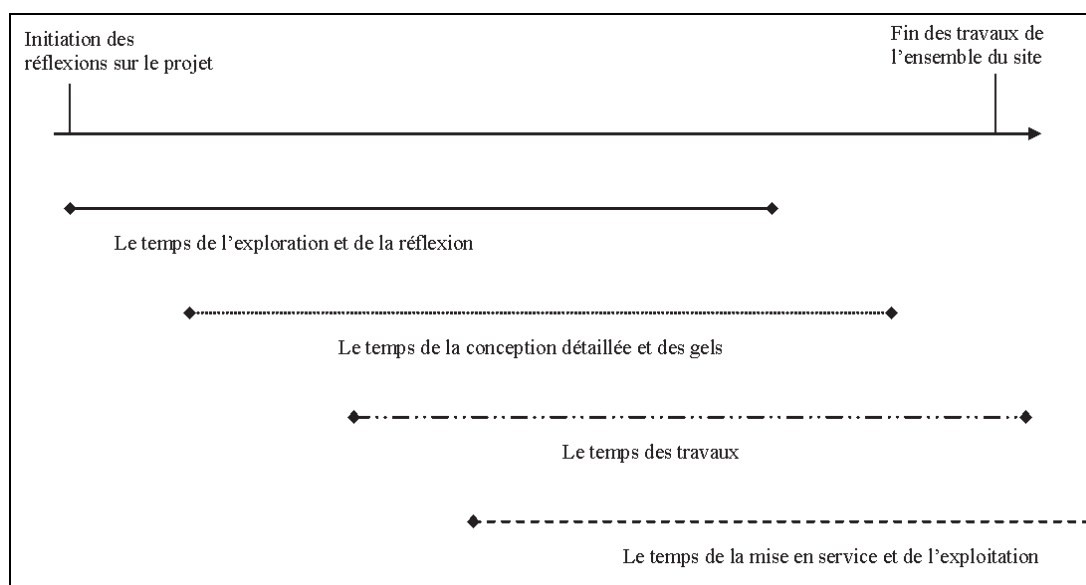 Initiation des
réflexions sur le projet
Fin des travaux de
l’ensemble du site
Le temps de l’exploration et de la réflexion
Le temps de la conception détaillée et des gels
Le temps des travaux
Le temps de la mise en service et de l’exploitation